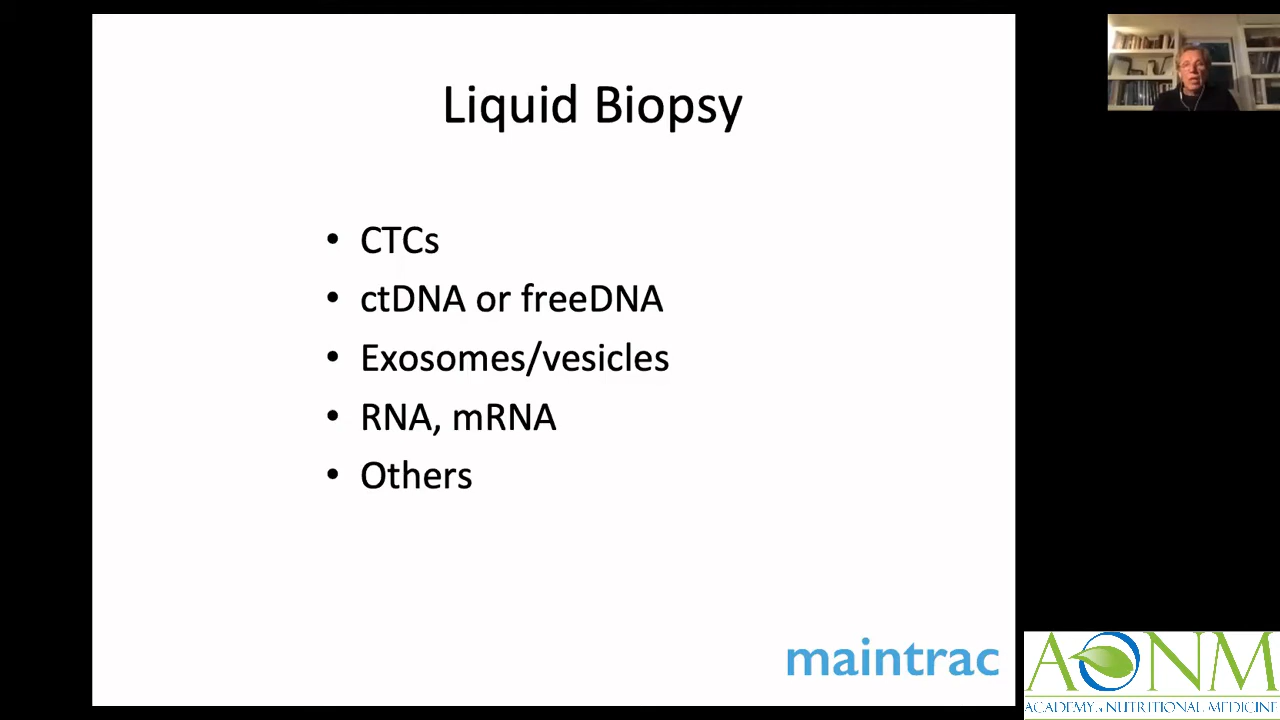 Liquid Biopsy
• CTCs
• ctDNA or freeDNA
• Exosomes/vesicles
• RNA, mRNA
• Others
maintrac
AONM
ACADEMY of NUTRITIONAL MEDICINE